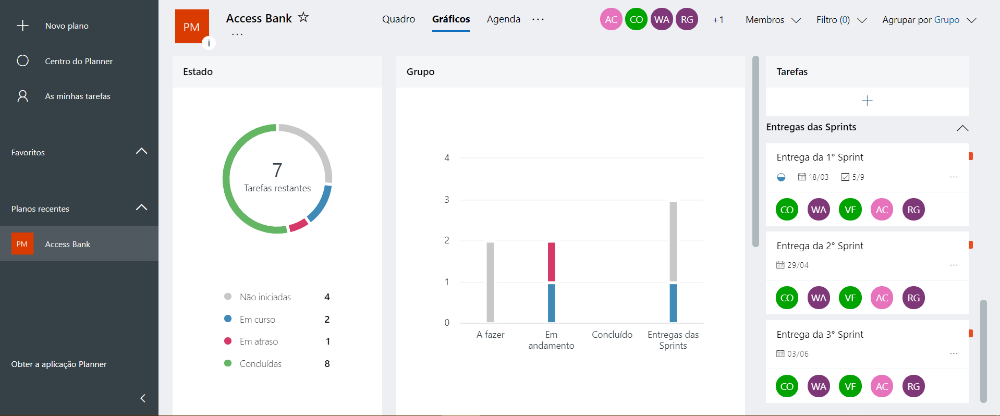 Novo plano
Centro do Planner
As minhas tarefas
Favoritos
Planos recentes
PM
Access Bank
Obter a aplicação Planner
PM
i
Access Bank
Quadro
Gráficos
Agenda
AC
CO
WA
RG
+1
Membros
Filtro (0)
Agrupar por Grupo
Estado
7
Tarefas restantes
Não iniciadas 4
Em curso 2
Em atraso 1
Concluídas 8
Grupo
4
3
2
1
0
A fazer
Em
andamento
Concluído
Entregas das
Sprints
Tarefas
Entregas das Sprints
Entrega da 1° Sprint
18/03 5/9
CO WA VF AC RG
Entrega da 2° Sprint
29/04
CO WA VF AC RG
Entrega da 3° Sprint
03/06
CO WA VF AC RG